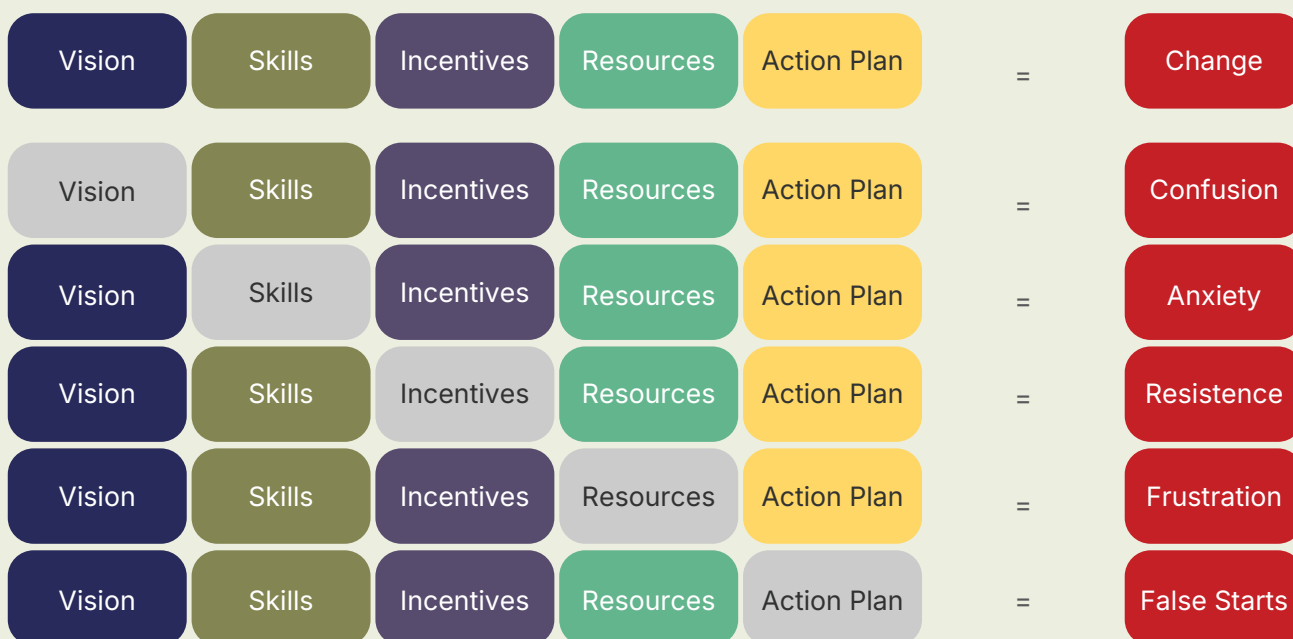 Vision Skills Incentives Resources Action Plan = Change
Vision Skills Incentives Resources Action Plan = Confusion
Vision Skills Incentives Resources Action Plan = Anxiety
Vision Skills Incentives Resources Action Plan = Resistence
Vision Skills Incentives Resources Action Plan = Frustration
Vision Skills Incentives Resources Action Plan = False Starts